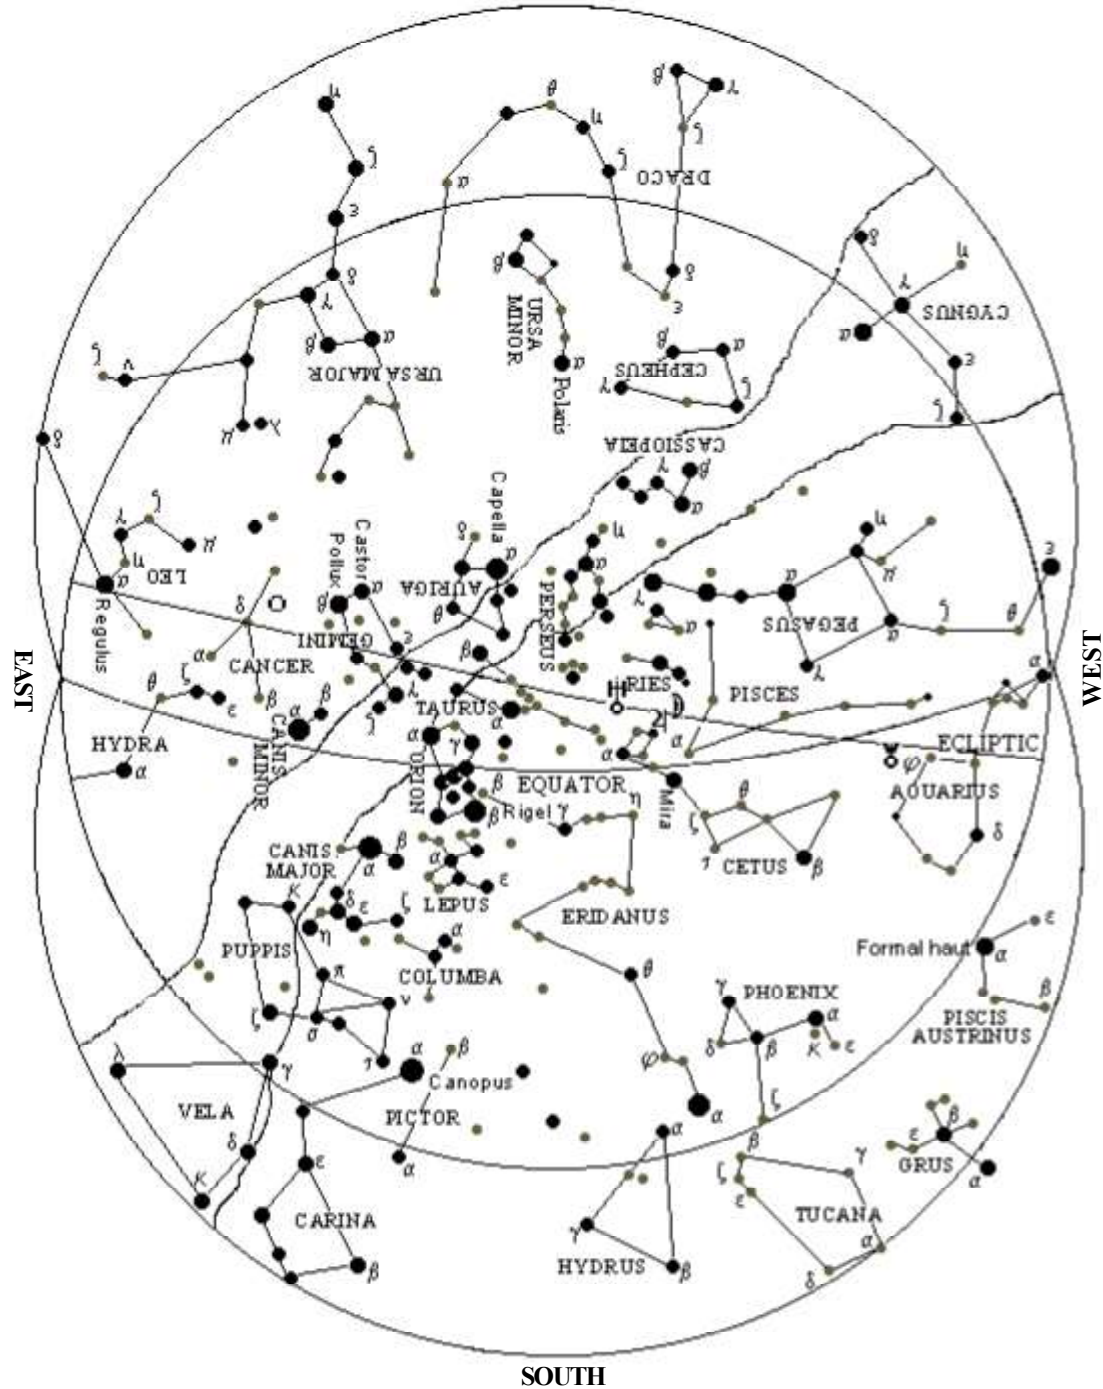 DRACO
URSA
MINOR
Polaris
CYGNUS
CEPHEUS
URSA MAJOR
CASSIOPEIA
Capella
Castor
Pollux
LEO
Regulus
AURIGA
PERSEUS
PEGASUS
GEMINI
CANCER
EAST
WEST
RIES
PISCES
TAURUS
HYDRA
CANIS
MINOR
ORION
EQUATOR
ECLIPTIC
Mira
AQUARIUS
Rigel
CANIS
MAJOR
LEPUS
CETUS
ERIDANUS
PUPPIS
COLUMBA
Formal haut
PHOENIX
PISCIS
AUSTRINUS
Canopus
VELA
PICTOR
GRUS
CARINA
TUCANA
HYDRUS
SOUTH